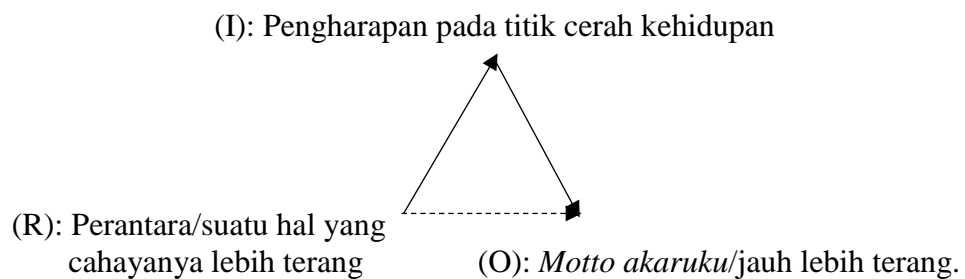 (I): Pengharapan pada titik cerah kehidupan
(R): Perantara/suatu hal yang
cahayanya lebih terang
(O): Motto akaruku/jauh lebih terang.